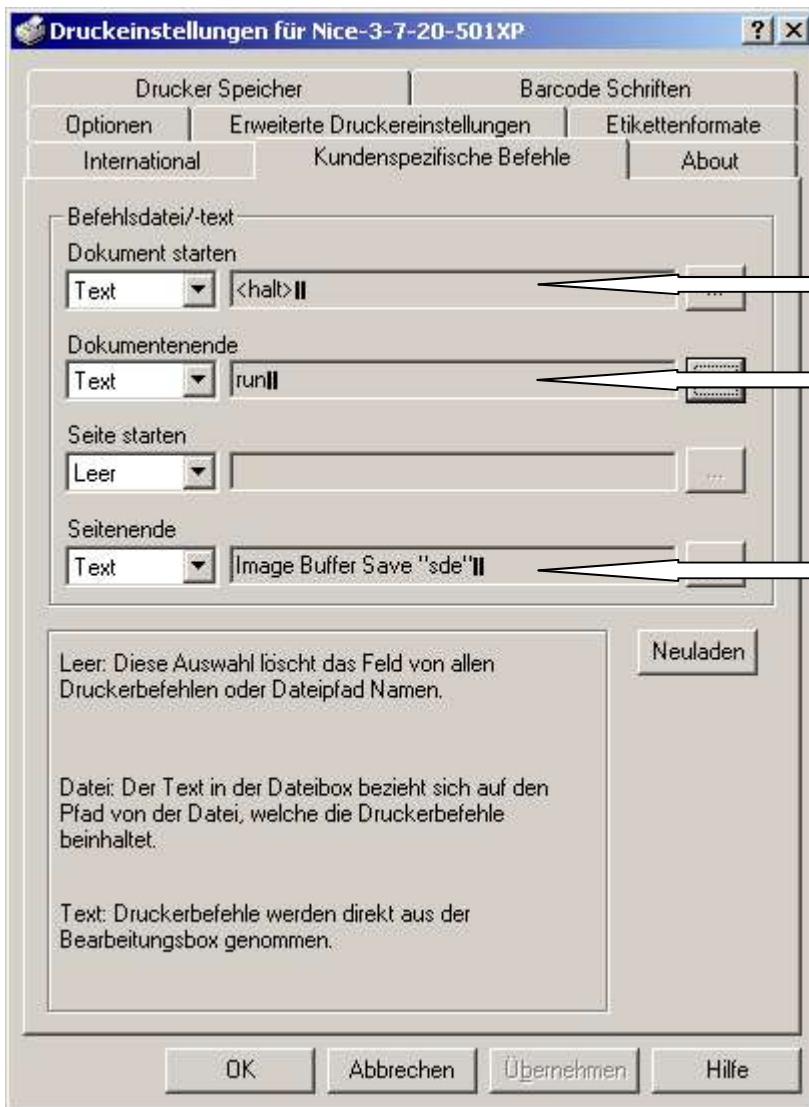 Druckeinstellungen für Nice-3-7-20-501XP
Drucker Speicher Barcode Schriften
Optionen Erweiterte Druckereinstellungen Etikettenformate
International Kundenspezifische Befehle About
Befehlsdatei/-text
Dokument starten
Text <halt>||
Dokumentenende
Text run||
Seite starten
Leer ...
Seitenende
Text Image Buffer Save "sde"||
Leer: Diese Auswahl löscht das Feld von allen
Druckerbefehlen oder Dateipfad Namen.
Neuladen
Datei: Der Text in der Dateibox bezieht sich auf den
Pfad von der Datei, welche die Druckerbefehle
beinhaltet.
Text: Druckerbefehle werden direkt aus der
Bearbeitungsbox genommen.
OK Abbrechen Übernehmen Hilfe